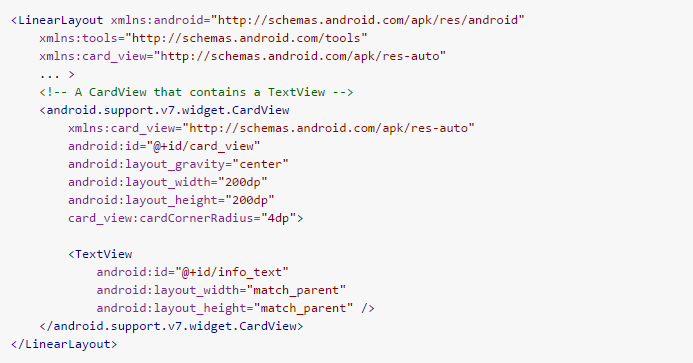 <LinearLayout xmlns:android="http://schemas.android.com/apk/res/android"
    xmlns:tools="http://schemas.android.com/tools"
    xmlns:card_view="http://schemas.android.com/apk/res-auto"
    ... >
    <!-- A CardView that contains a TextView -->
    <android.support.v7.widget.CardView
        xmlns:card_view="http://schemas.android.com/apk/res-auto"
        android:id="@+id/card_view"
        android:layout_gravity="center"
        android:layout_width="200dp"
        android:layout_height="200dp"
        card_view:cardCornerRadius="4dp">

        <TextView
            android:id="@+id/info_text"
            android:layout_width="match_parent"
            android:layout_height="match_parent" />
    </android.support.v7.widget.CardView>
</LinearLayout>